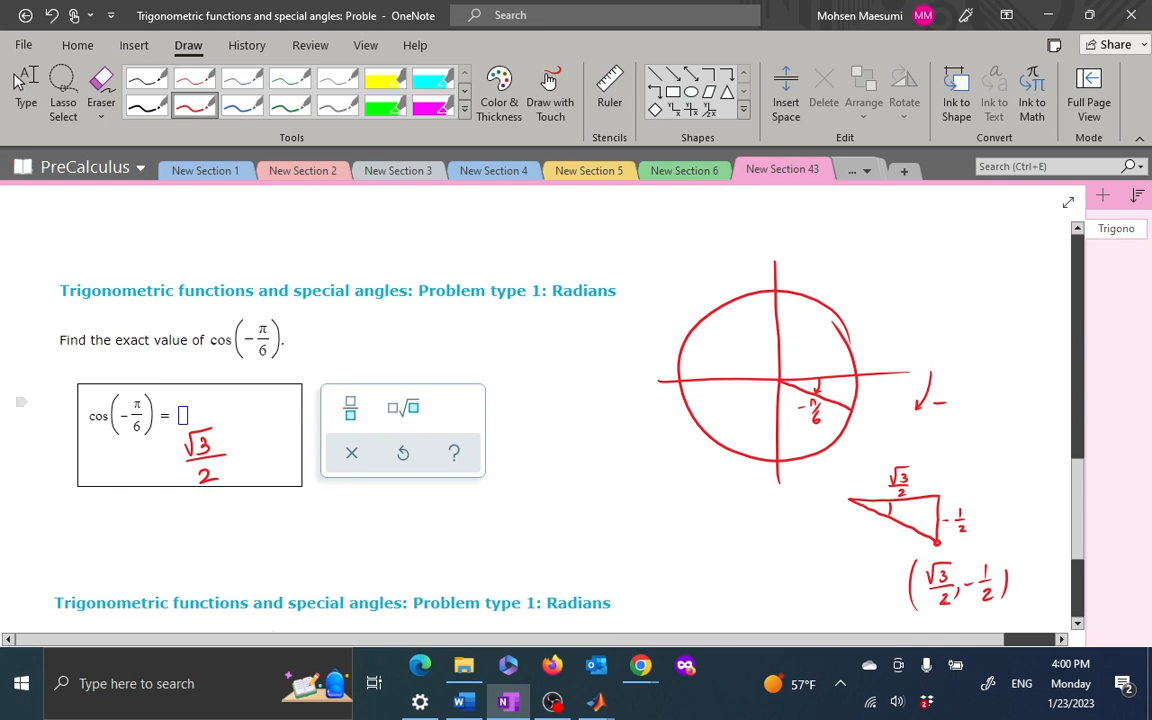 Trigonometric functions and special angles: Proble - OneNote
Search
Mohsen Maesumi
MM
File
Home
Insert
Draw
History
Review
View
Help
Share
Type
Lasso Select
Eraser
Color & Thickness
Draw with Touch
Ruler
Insert Space
Delete
Arrange
Rotate
Ink to Shape
Ink to Text
Ink to Math
Full Page View
Tools
Stencils
Shapes
Edit
Convert
Mode
PreCalculus
New Section 1
New Section 2
New Section 3
New Section 4
New Section 5
New Section 6
New Section 43
...
Search (Ctrl+E)
Trigono
Trigonometric functions and special angles: Problem type 1: Radians
Find the exact value of cos(-π/6).
cos(-π/6) = □
√3/2
□/□
□√□
?
-π/6
-
√3/2
-1/2
(√3/2, -1/2)
Trigonometric functions and special angles: Problem type 1: Radians
Type here to search
57°F
ENG
4:00 PM
Monday
1/23/2023
2